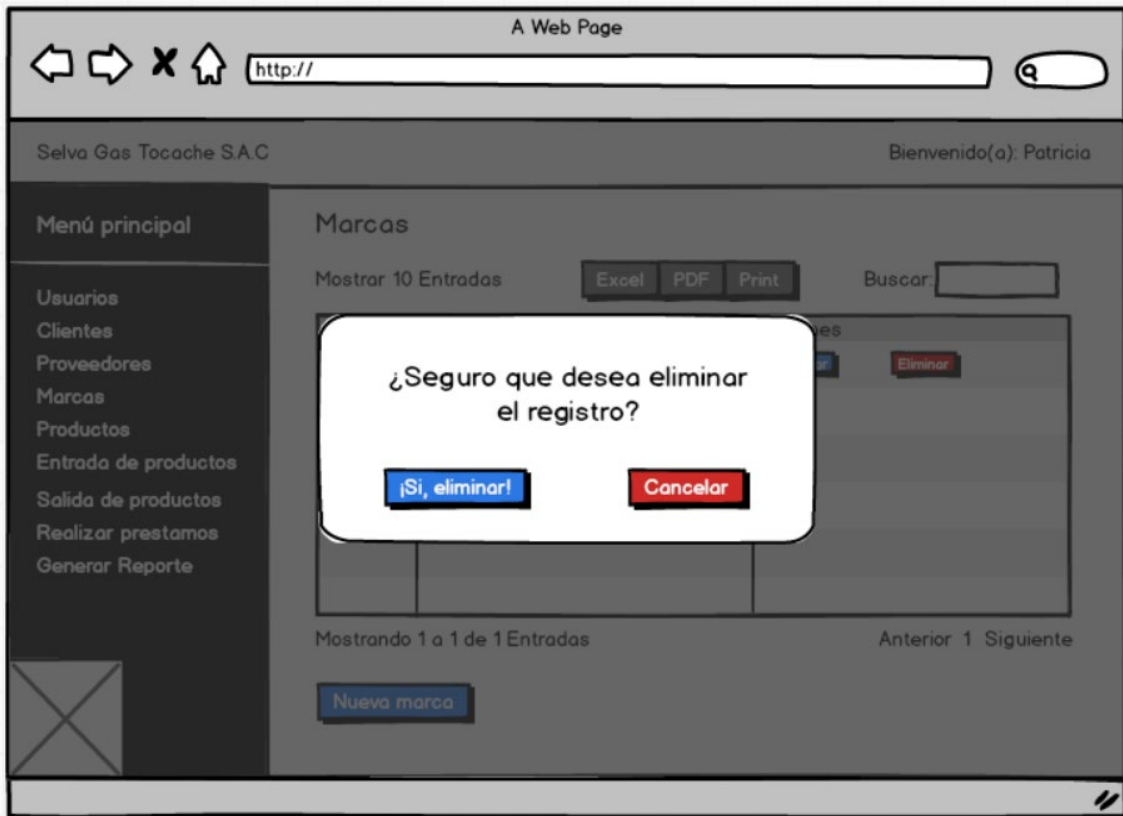 A Web Page
http://
Selva Gas Tocache S.A.C
Bienvenido(a): Patricia
Menú principal
Marcas
Mostrar 10 Entradas
Excel PDF Print
Buscar:
Usuarios
Clientes
Proveedores
Marcas
Productos
Entrada de productos
Salida de productos
Realizar prestamos
Generar Reporte
Eliminar
¿Seguro que desea eliminar
el registro?
¡Si, eliminar!
Cancelar
Mostrando 1 a 1 de 1 Entradas
Anterior 1 Siguiente
Nueva marca